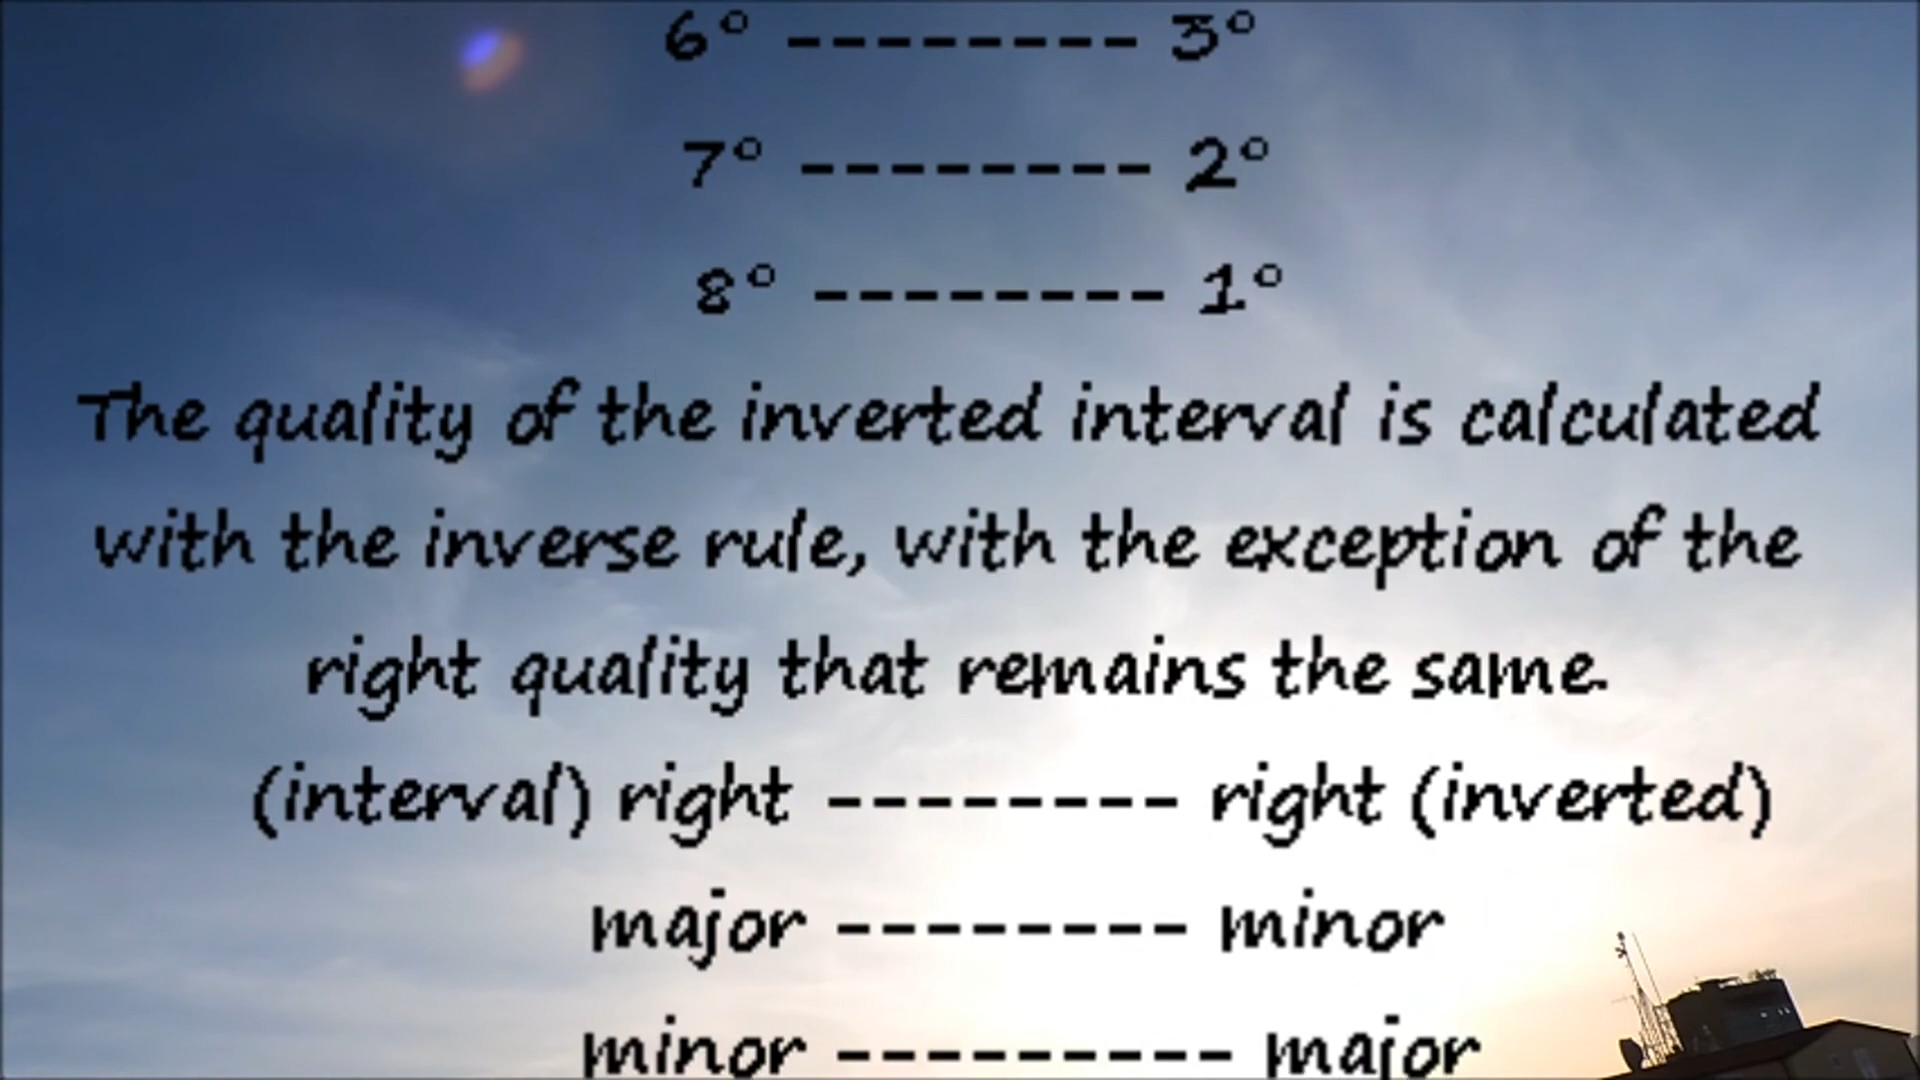 6° -------- 3°
7° -------- 2°
8° -------- 1°
The quality of the inverted interval is calculated
with the inverse rule, with the exception of the
right quality that remains the same.
(interval) right -------- right (inverted)
major -------- minor
minor --------- major